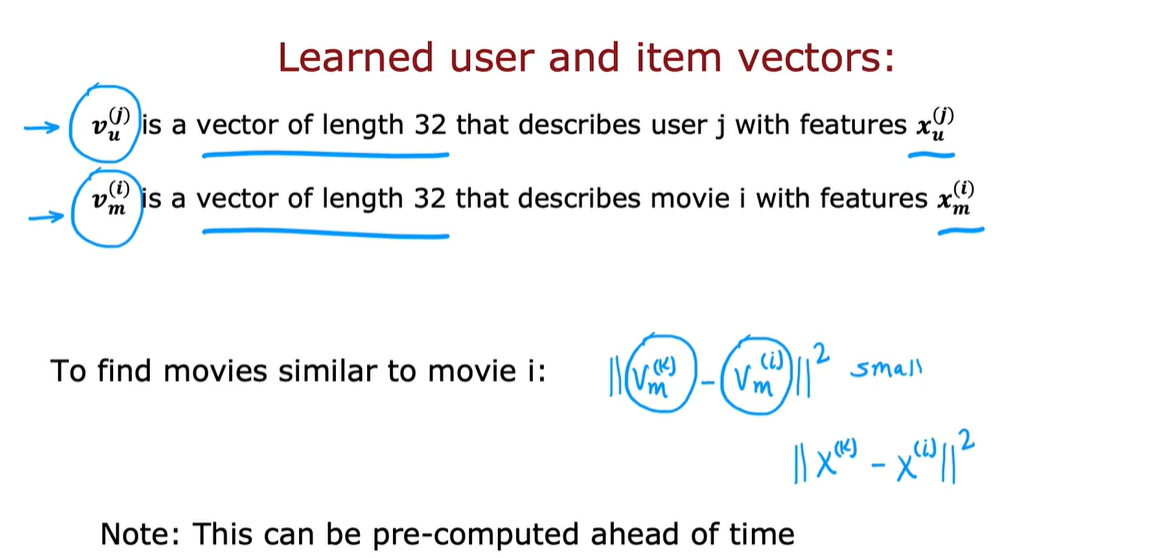 Learned user and item vectors:
→ v_u^(j) is a vector of length 32 that describes user j with features x_u^(j)
→ v_m^(i) is a vector of length 32 that describes movie i with features x_m^(i)
To find movies similar to movie i: ||v_m^(k) - v_m^(i)||^2 small
||x^(k) - x^(i)||^2
Note: This can be pre-computed ahead of time